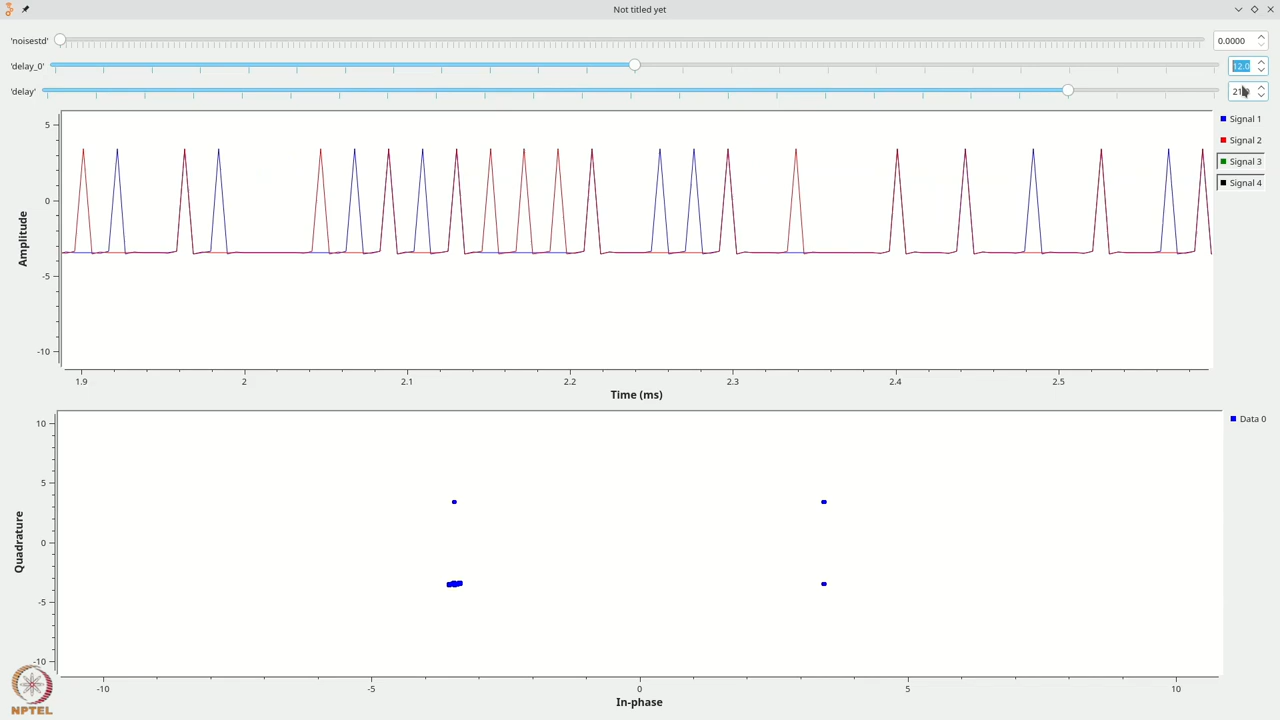 Not titled yet
'noisestd' 0.0000
'delay_0' 12.0
'delay'
Signal 1
Signal 2
Signal 3
Signal 4
5
0
-5
-10
Amplitude
1.9 2 2.1 2.2 2.3 2.4 2.5
Time (ms)
Data 0
10
5
0
-5
-10
Quadrature
-10 -5 0 5 10
In-phase
NPTEL